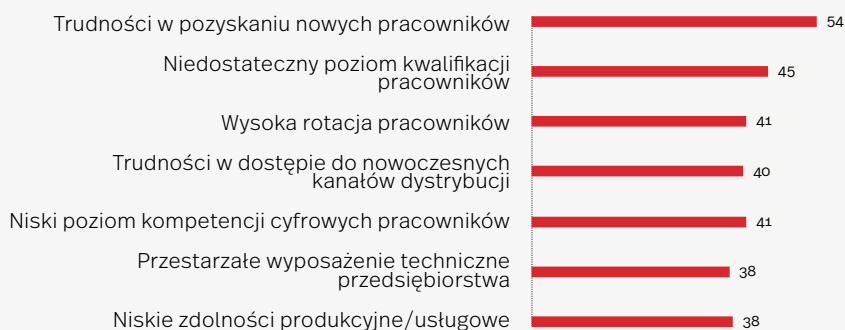 Trudności w pozyskaniu nowych pracowników 54
Niedostateczny poziom kwalifikacji
pracowników 45
Wysoka rotacja pracowników 41
Trudności w dostępie do nowoczesnych
kanałów dystrybucji 40
Niski poziom kompetencji cyfrowych pracowników 41
Przestarzałe wyposażenie techniczne
przedsiębiorstwa 38
Niskie zdolności produkcyjne/usługowe 38